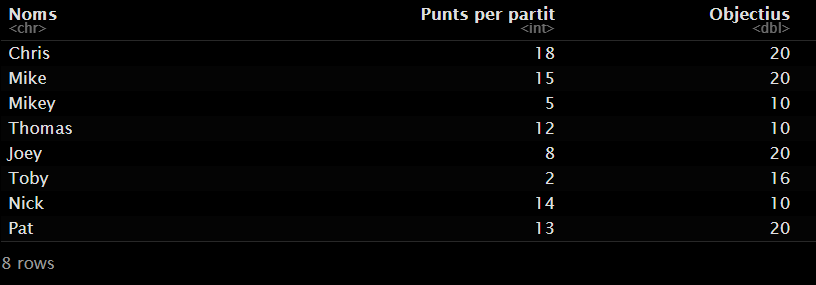 Noms Punts per partit Objectius
<chr> <int> <dbl>
Chris 18 20
Mike 15 20
Mikey 5 10
Thomas 12 10
Joey 8 20
Toby 2 16
Nick 14 10
Pat 13 20
8 rows